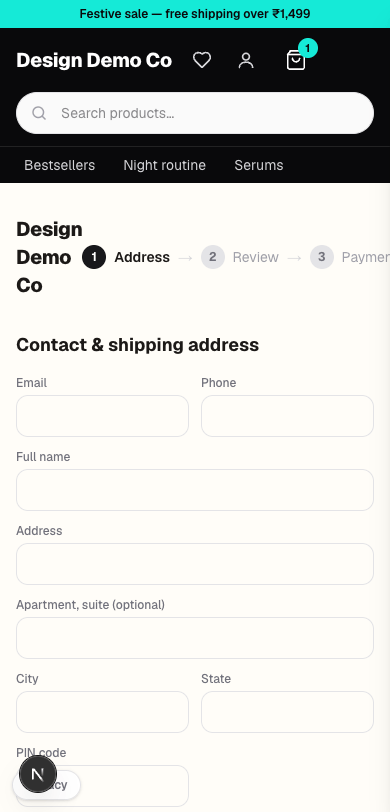 Festive sale — free shipping over ₹1,499
Design Demo Co
1
Search products...
Bestsellers Night routine Serums
Design Demo Co
1 Address → 2 Review → 3
Contact & shipping address
Email Phone
Full name
Address
Apartment, suite (optional)
City State
PIN code
N